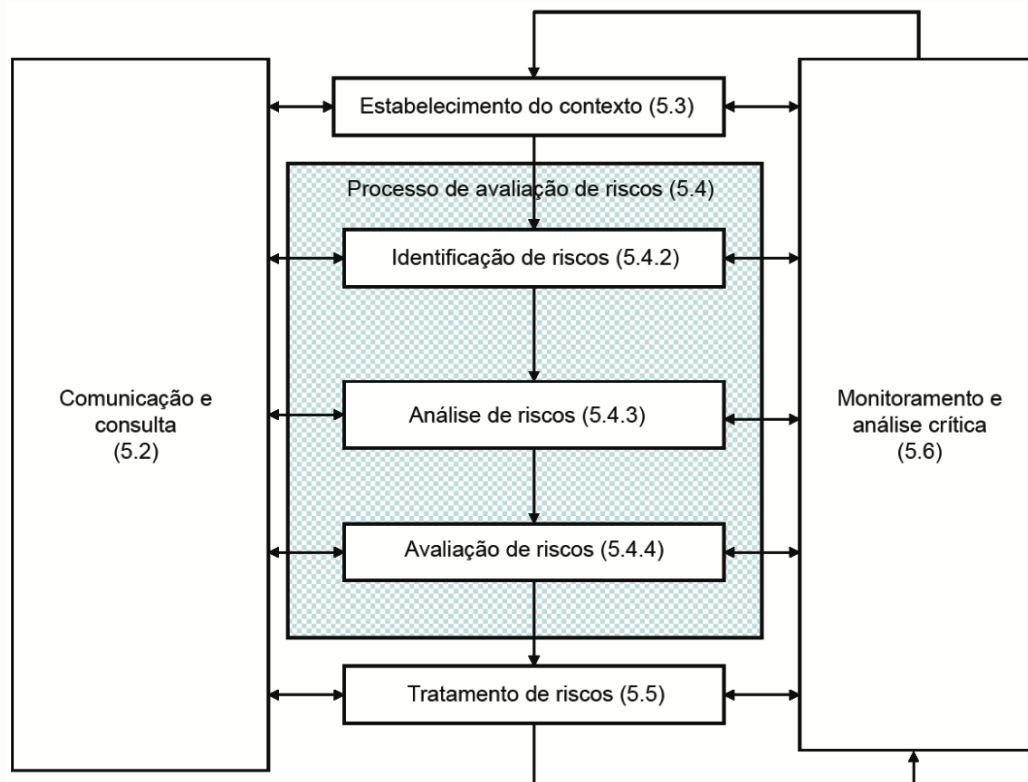 Estabelecimento do contexto (5.3)
Processo de avaliação de riscos (5.4)
Identificação de riscos (5.4.2)
Comunicação e
consulta
(5.2)
Análise de riscos (5.4.3)
Monitoramento e
análise crítica
(5.6)
Avaliação de riscos (5.4.4)
Tratamento de riscos (5.5)